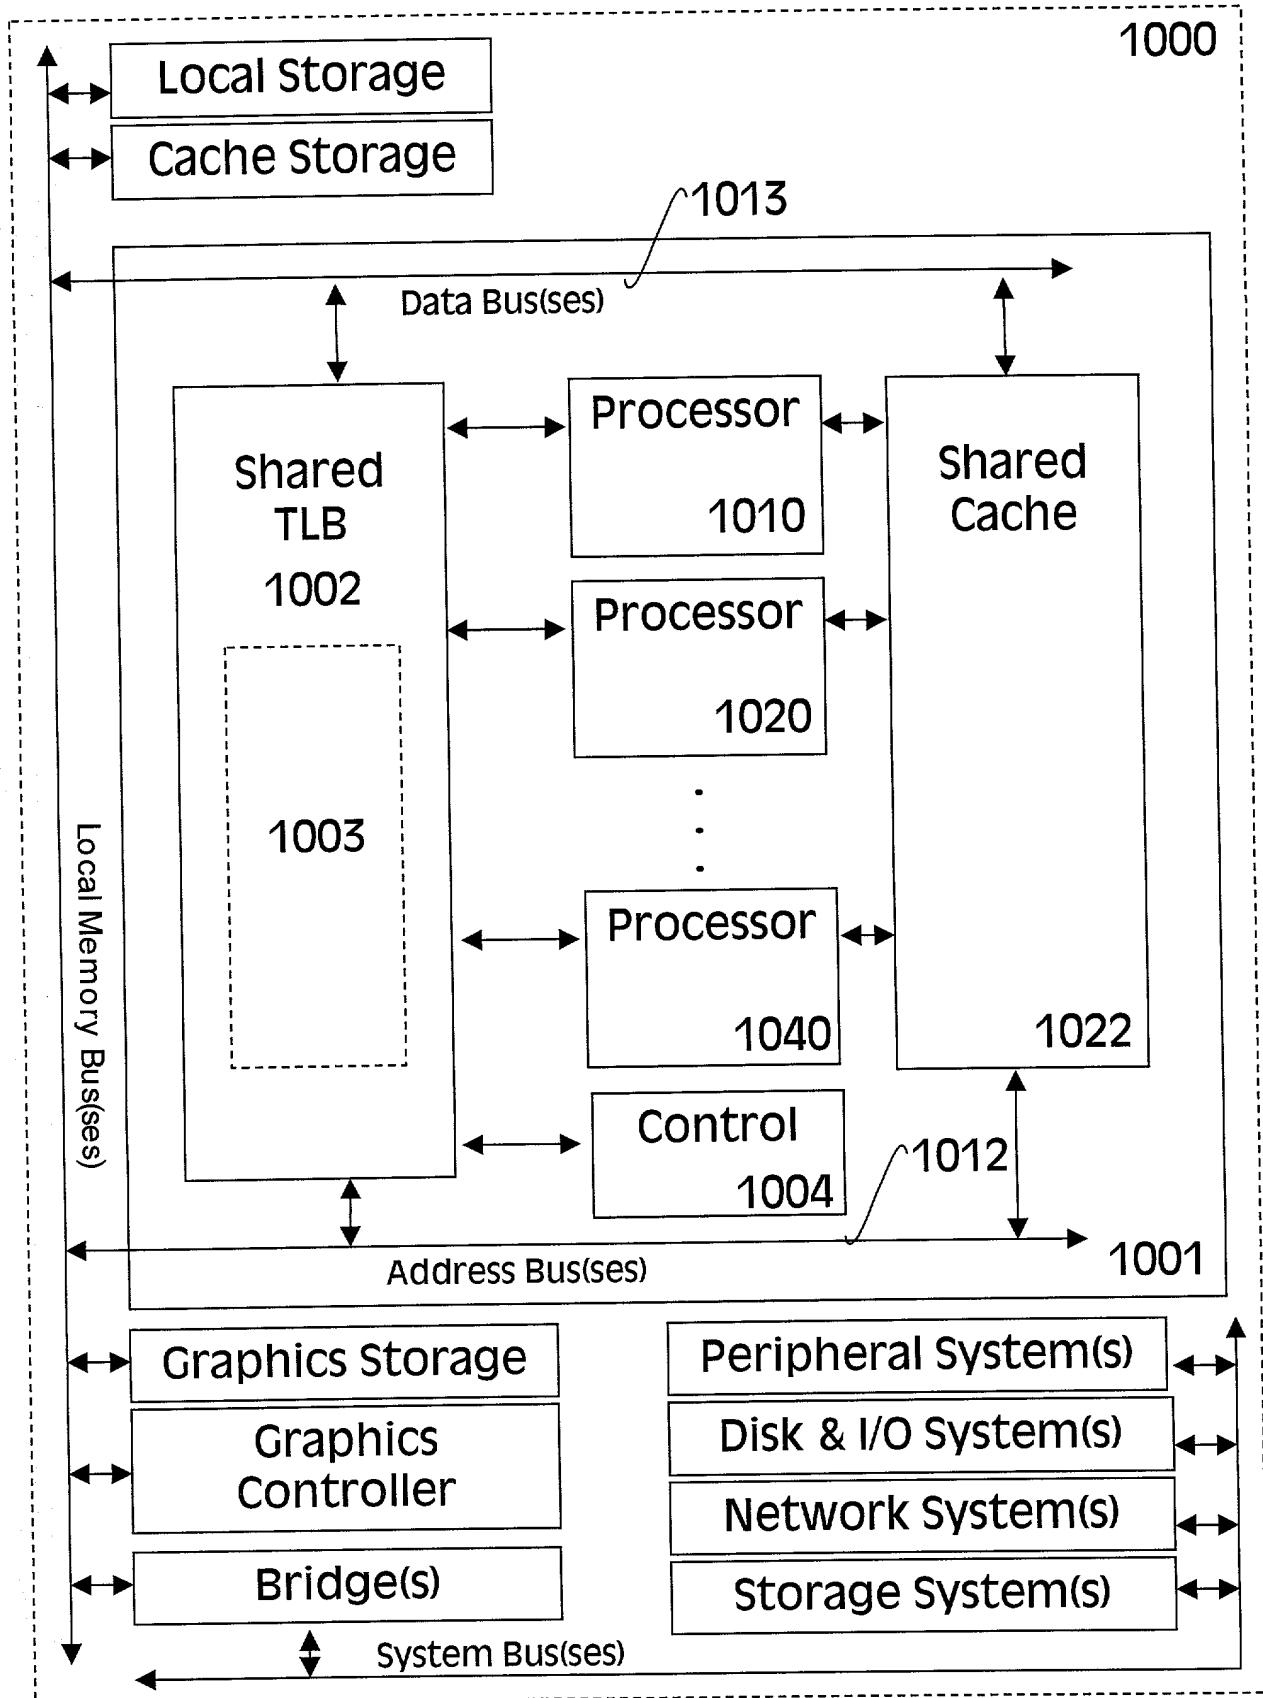 1000
Local Storage
Cache Storage
1013
Data Bus(ses)
Shared
TLB
1002
1003
Processor
1010
Processor
1020
Processor
1040
Control
1004
Shared
Cache
1022
1012
Address Bus(ses)
1001
Local Memory Bus(ses)
Graphics Storage
Graphics
Controller
Bridge(s)
Peripheral System(s)
Disk & I/O System(s)
Network System(s)
Storage System(s)
System Bus(ses)